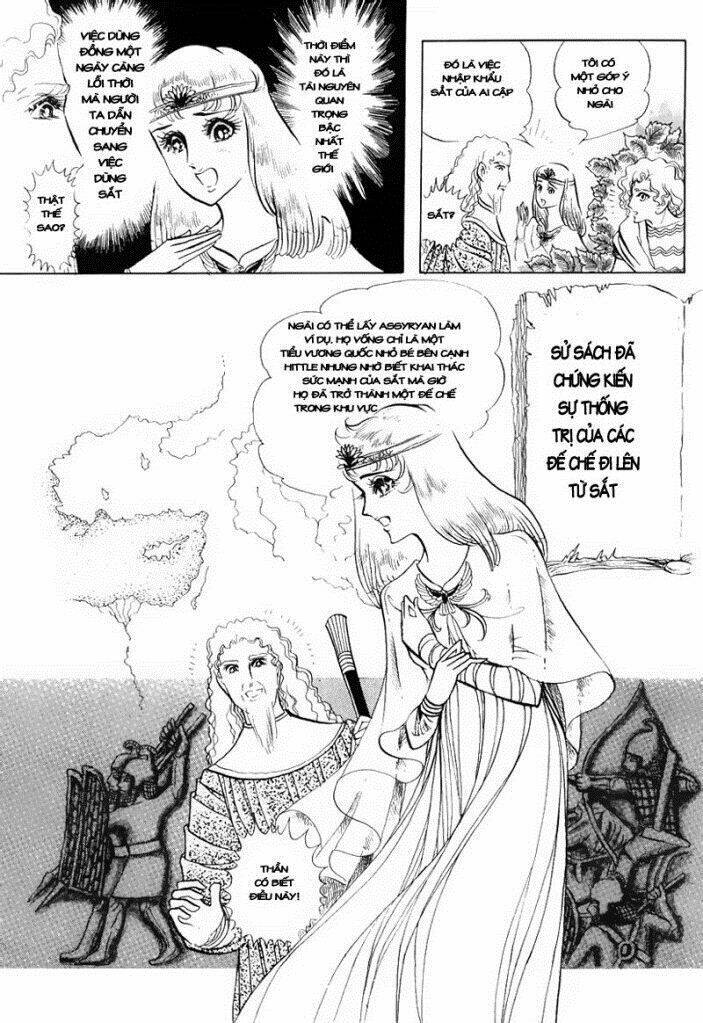 TÔI CÓ
MỘT GÓP Ý
NHỎ CHO
NGÀI
ĐÓ LÀ VIỆC
NHẬP KHẨU
SẮT CỦA AI CẬP
SẮT?
THỜI ĐIỂM
NÀY THÌ
ĐÓ LÀ
TÀI NGUYÊN
QUAN
TRỌNG
BẬC
NHẤT
THẾ
GIỚI
VIỆC DÙNG
ĐỒNG MỘT
NGÀY CÀNG
LỖI THỜI
MÀ NGƯỜI
TA DẦN
CHUYỂN
SANG
VIỆC
DÙNG
SẮT
THẬT
THẾ
SAO?
SỬ SÁCH ĐÃ
CHỨNG KIẾN
SỰ THỐNG
TRỊ CỦA CÁC
ĐẾ CHẾ ĐI LÊN
TỪ SẮT
NGÀI CÓ THỂ LẤY ASSYRYAN LÀM
VÍ DỤ. HỌ VỐNG CHỈ LÀ MỘT
TIỂU VƯƠNG QUỐC NHỎ BÉ BÊN CẠNH
HITTLE NHƯNG NHỜ BIẾT KHAI THÁC
SỨC MẠNH CỦA SẮT MÀ GIỜ
HỌ ĐÃ TRỞ THÀNH MỘT ĐẾ CHẾ
TRONG KHU VỰC
THẦN
CÓ BIẾT
ĐIỀU NÀY!